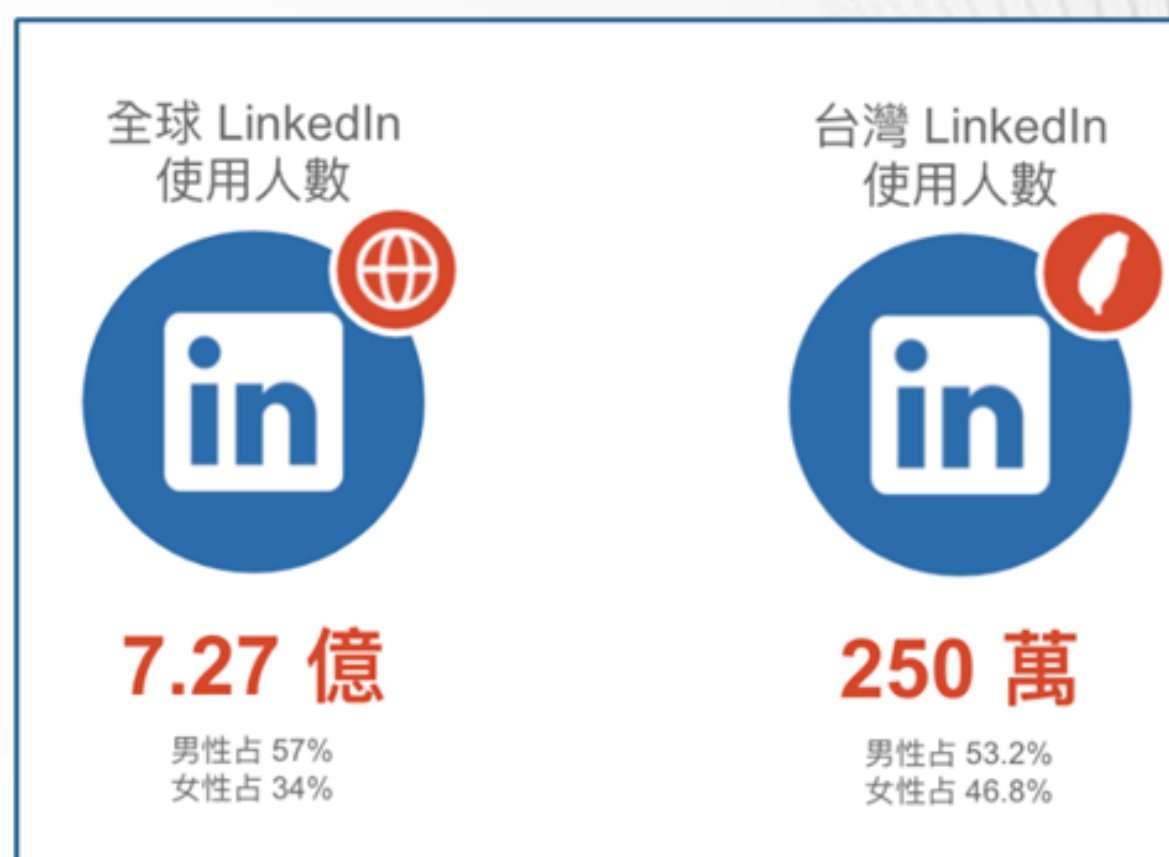 全球 LinkedIn
使用人數
in
7.27 億
男性占 57%
女性占 34%
台灣 LinkedIn
使用人數
in
250 萬
男性占 53.2%
女性占 46.8%